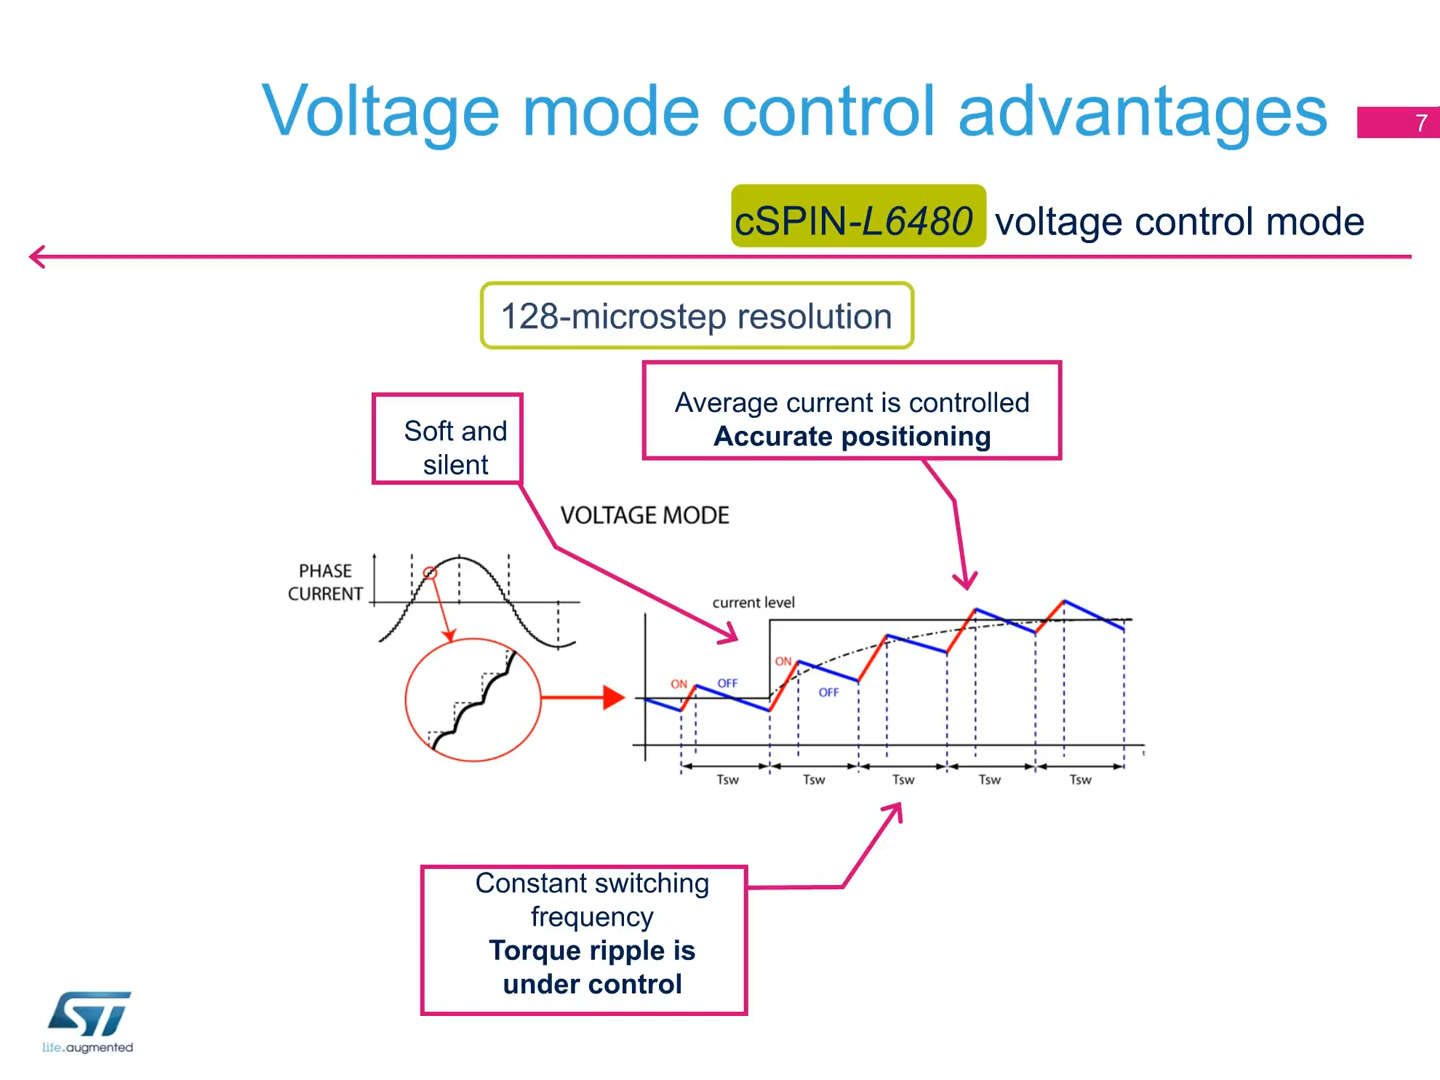 Voltage mode control advantages
7
cSPIN-L6480 voltage control mode
128-microstep resolution
Average current is controlled
Accurate positioning
Soft and
silent
VOLTAGE MODE
PHASE
CURRENT
current level
ON
OFF
ON
OFF
Tsw
Tsw
Tsw
Tsw
Tsw
Constant switching
frequency
Torque ripple is
under control
ST
life.augmented